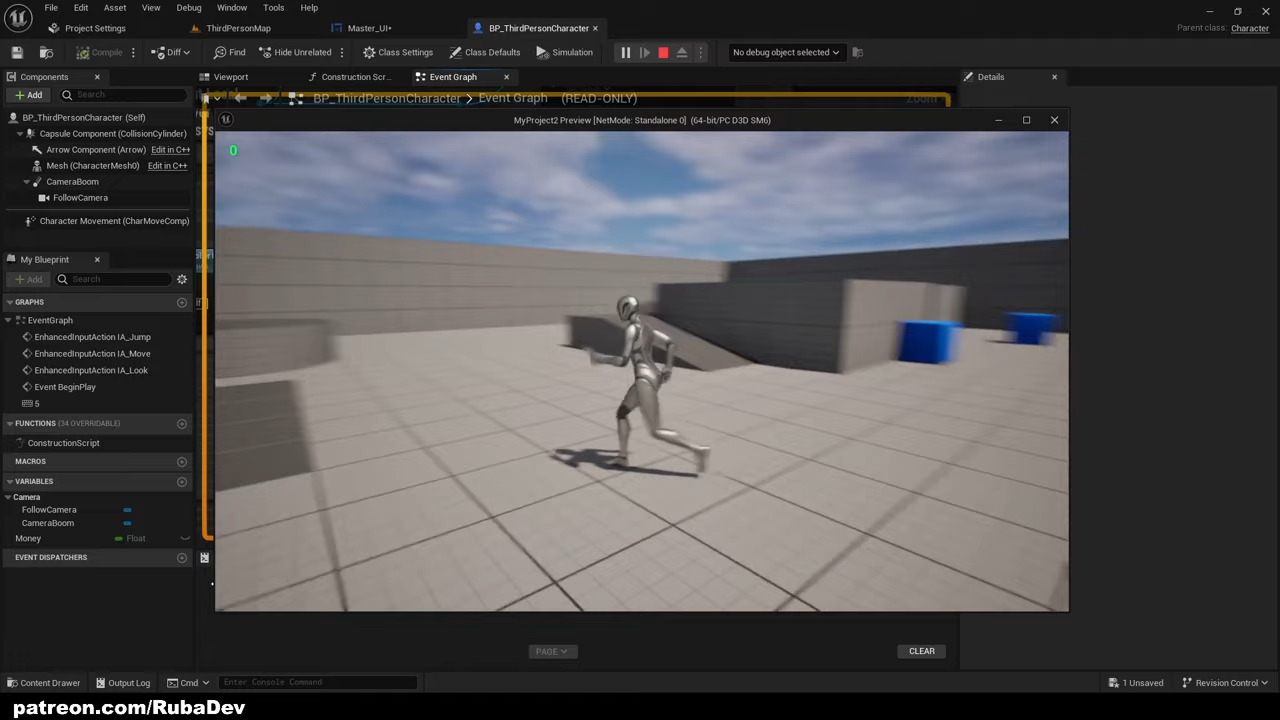 File Edit Asset View Debug Window Tools Help
Project Settings
ThirdPersonMap
Master_UI*
BP_ThirdPersonCharacter
Parent class: Character
Compile
Diff
Find
Hide Unrelated
Class Settings
Class Defaults
Simulation
No debug object selected
Components
Viewport
Construction Scr...
Event Graph
Details
Add
Search
BP_ThirdPersonCharacter > Event Graph (READ-ONLY)
Zoom
BP_ThirdPersonCharacter (Self)
Capsule Component (CollisionCylinder)
Arrow Component (Arrow) Edit in C++
Mesh (CharacterMesh0) Edit in C++
CameraBoom
FollowCamera
Character Movement (CharMoveComp)
MyProject2 Preview [NetMode: Standalone 0] (64-bit/PC D3D SM6)
0
My Blueprint
Add
Search
GRAPHS
EventGraph
EnhancedInputAction IA_Jump
EnhancedInputAction IA_Move
EnhancedInputAction IA_Look
Event BeginPlay
5
FUNCTIONS (34 OVERRIDABLE)
ConstructionScript
MACROS
VARIABLES
Camera
FollowCamera
CameraBoom
Money Float
EVENT DISPATCHERS
PAGE
CLEAR
Content Drawer
Output Log
Cmd
Enter Console Command
1 Unsaved
Revision Control
patreon.com/RubaDev